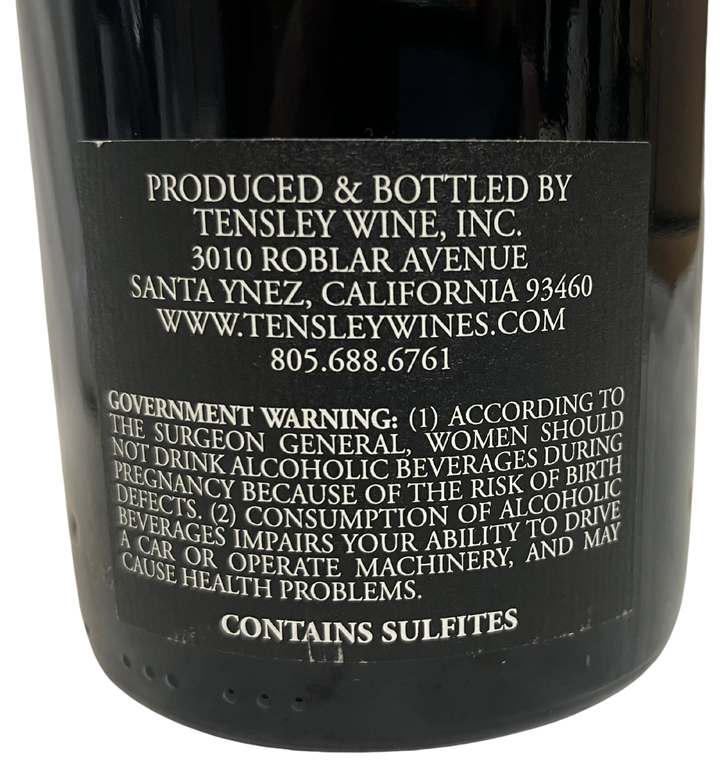 PRODUCED & BOTTLED BY
TENSLEY WINE, INC.
3010 ROBLAR AVENUE
SANTA YNEZ, CALIFORNIA 93460
WWW.TENSLEYWINES.COM
805.688.6761
GOVERNMENT WARNING: (1) ACCORDING TO
THE SURGEON GENERAL, WOMEN SHOULD
NOT DRINK ALCOHOLIC BEVERAGES DURING
PREGNANCY BECAUSE OF THE RISK OF BIRTH
DEFECTS. (2) CONSUMPTION OF ALCOHOLIC
BEVERAGES IMPAIRS YOUR ABILITY TO DRIVE
A CAR OR OPERATE MACHINERY, AND MAY
CAUSE HEALTH PROBLEMS.
CONTAINS SULFITES